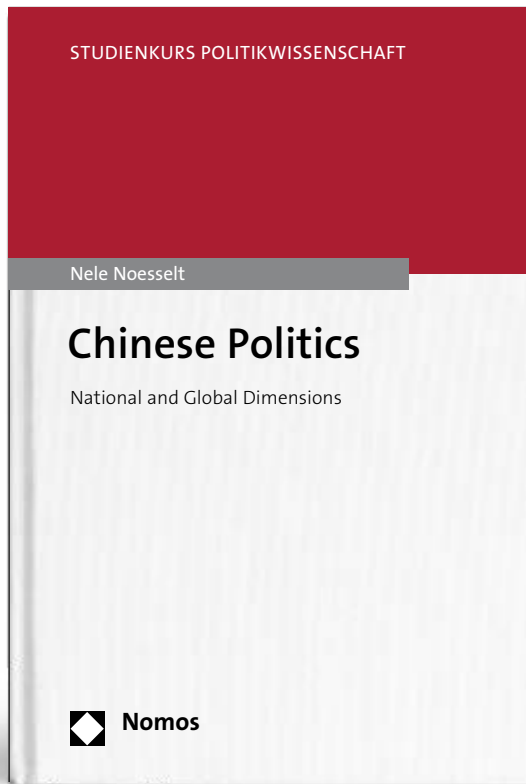 STUDIENKURS POLITIKWISSENSCHAFT
Nele Noesselt
Chinese Politics
National and Global Dimensions
Nomos